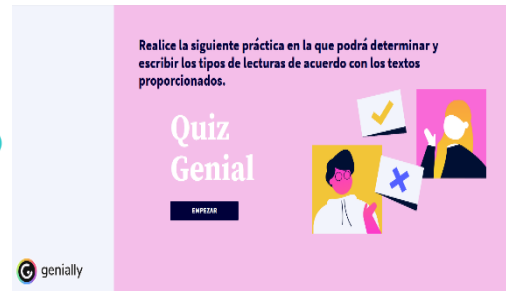 Realice la siguiente práctica en la que podrá determinar y
escribir los tipos de lecturas de acuerdo con los textos
proporcionados.
Quiz
Genial
EMPEZAR
genially